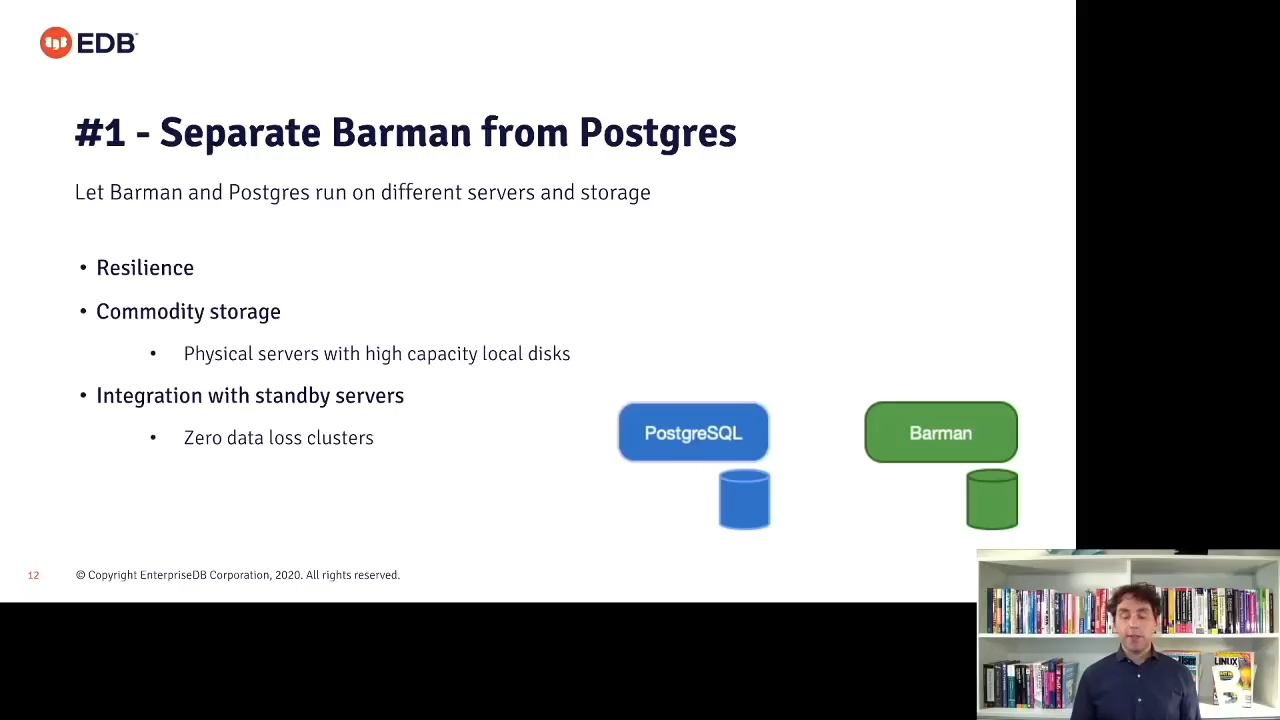 EDB
#1 - Separate Barman from Postgres
Let Barman and Postgres run on different servers and storage
• Resilience
• Commodity storage
• Physical servers with high capacity local disks
• Integration with standby servers
• Zero data loss clusters
PostgreSQL
Barman
12
© Copyright EnterpriseDB Corporation, 2020. All rights reserved.
LINUX